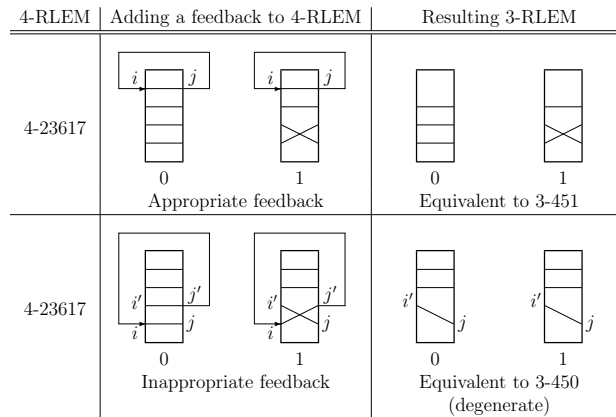 4-RLEM Adding a feedback to 4-RLEM Resulting 3-RLEM
i j i j
4-23617
0 1 0 1
Appropriate feedback Equivalent to 3-451
i′ j′ i′ j′ i′ i′
4-23617
i j i j j j
0 1 0 1
Inappropriate feedback Equivalent to 3-450
(degenerate)